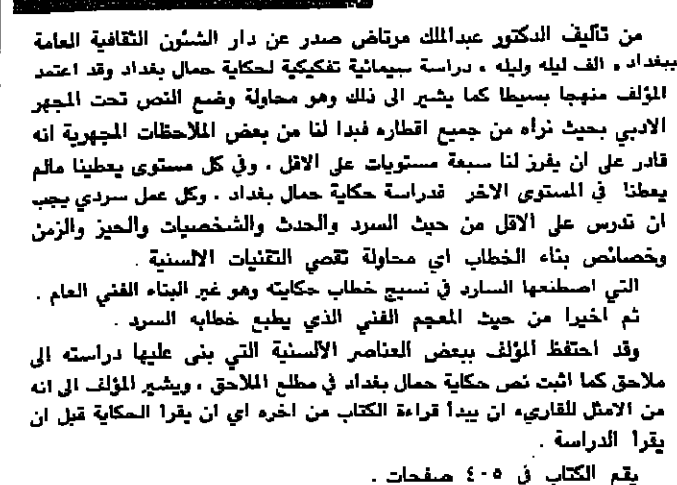 من تأليف الدكتور عبدالملك مرتاض صدر عن دار الشئون الثقافية العامة
ببغداد ، الف ليله وليله ، دراسة سيمائية تفكيكية لحكاية حمال بغداد وقد اعتمد
المؤلف منهجا بسيطا كما يشير الى ذلك وهو محاولة وضع النص تحت المجهر
الادبي بحيث نراه من جميع اقطاره فبدا لنا من بعض الملاحظات المجهرية انه
قادر على ان يفرز لنا سبعة مستويات على الاقل . وفي كل مستوى يعطينا مالم
يعطنا في المستوى الاخر فدراسة حكاية حمال بغداد . وكل عمل سردي يجب
ان تدرس على الاقل من حيث السرد والحدث والشخصيات والحيز والزمن
وخصائص بناء الخطاب اي محاولة تقصي التقنيات الالسنية .
التي اصطنعها السارد في نسيج خطاب حكايته وهو غير البناء الفني العام .
ثم اخيرا من حيث المعجم الفني الذي يطبع خطابه السرد .
وقد احتفظ المؤلف ببعض العناصر الألسنية التي بنى عليها دراسته إلى
ملاحق كما اثبت نص حكاية حمال بغداد في مطلع الملاحق ، ويشير المؤلف الى انه
من الامثل للقاريء ان يبدأ قراءة الكتاب من اخره اي ان يقرا الحكاية قبل ان
يقرا الدراسة .
يقع الكتاب في ٤٠٥ صفحات .